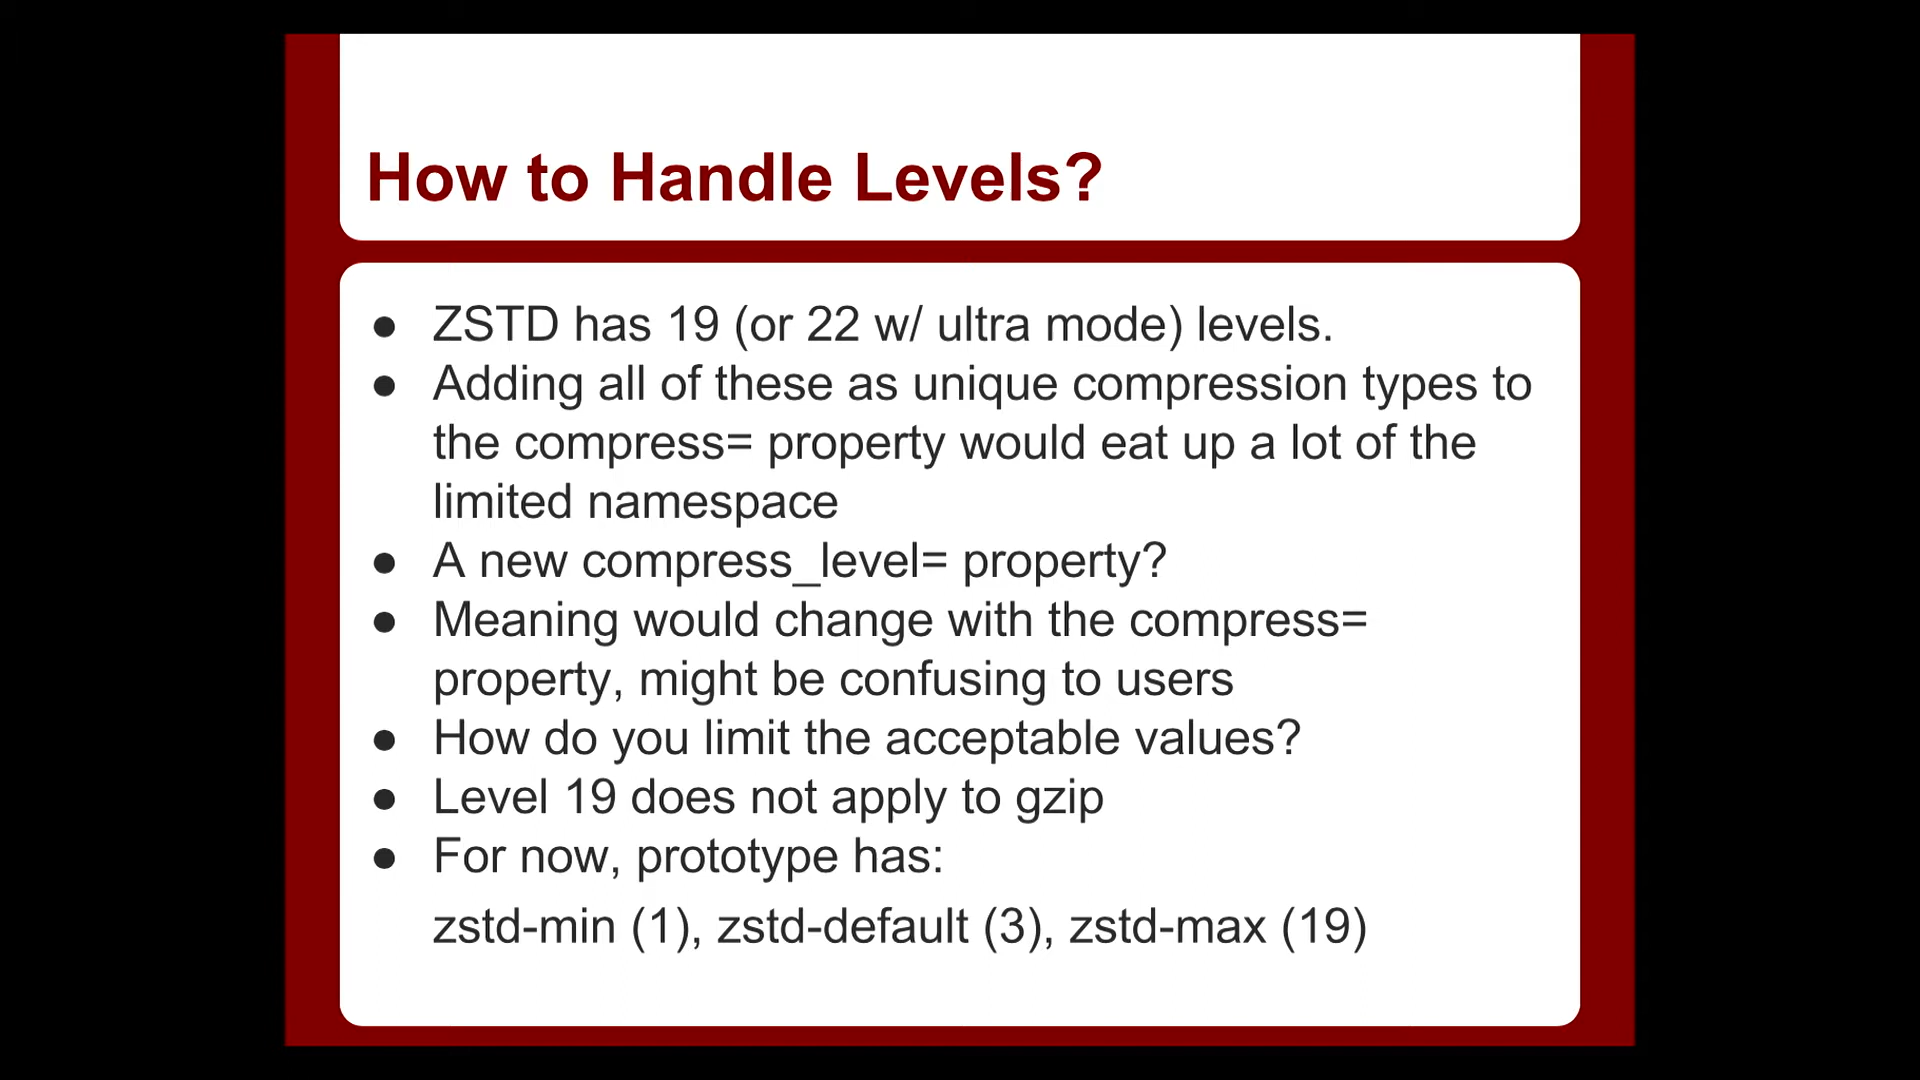 How to Handle Levels?
● ZSTD has 19 (or 22 w/ ultra mode) levels.
● Adding all of these as unique compression types to
the compress= property would eat up a lot of the
limited namespace
● A new compress_level= property?
● Meaning would change with the compress=
property, might be confusing to users
● How do you limit the acceptable values?
● Level 19 does not apply to gzip
● For now, prototype has:
zstd-min (1), zstd-default (3), zstd-max (19)